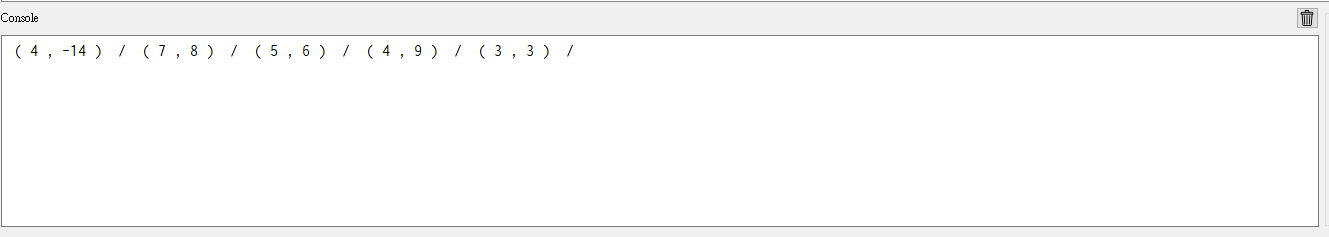 Console
( 4 , -14 ) / ( 7 , 8 ) / ( 5 , 6 ) / ( 4 , 9 ) / ( 3 , 3 ) /